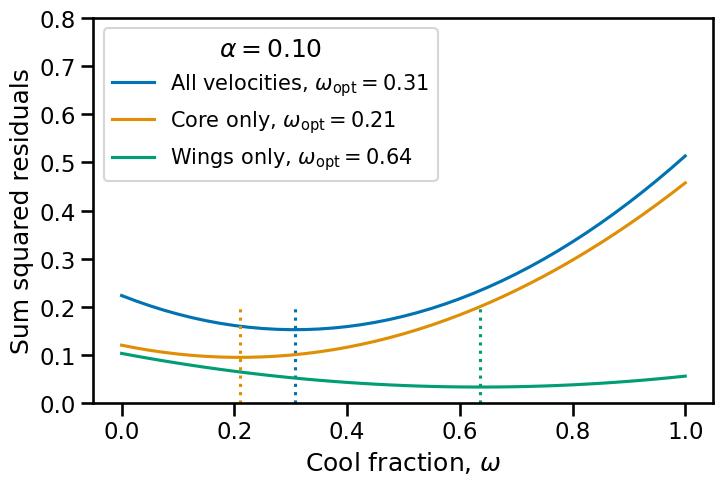 α = 0.10
All velocities, ω_opt = 0.31
Core only, ω_opt = 0.21
Wings only, ω_opt = 0.64
Sum squared residuals
0.8
0.7
0.6
0.5
0.4
0.3
0.2
0.1
0.0
0.0 0.2 0.4 0.6 0.8 1.0
Cool fraction, ω